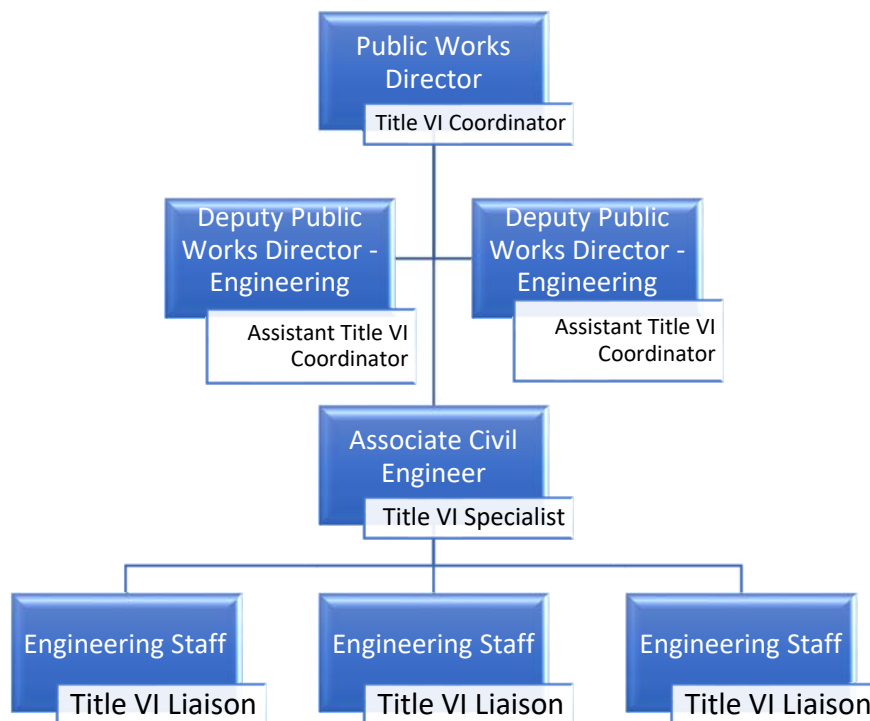 Public Works
Director
Title VI Coordinator
Deputy Public
Works Director -
Engineering
Assistant Title VI
Coordinator
Deputy Public
Works Director -
Engineering
Assistant Title VI
Coordinator
Associate Civil
Engineer
Title VI Specialist
Engineering Staff
Title VI Liaison
Engineering Staff
Title VI Liaison
Engineering Staff
Title VI Liaison